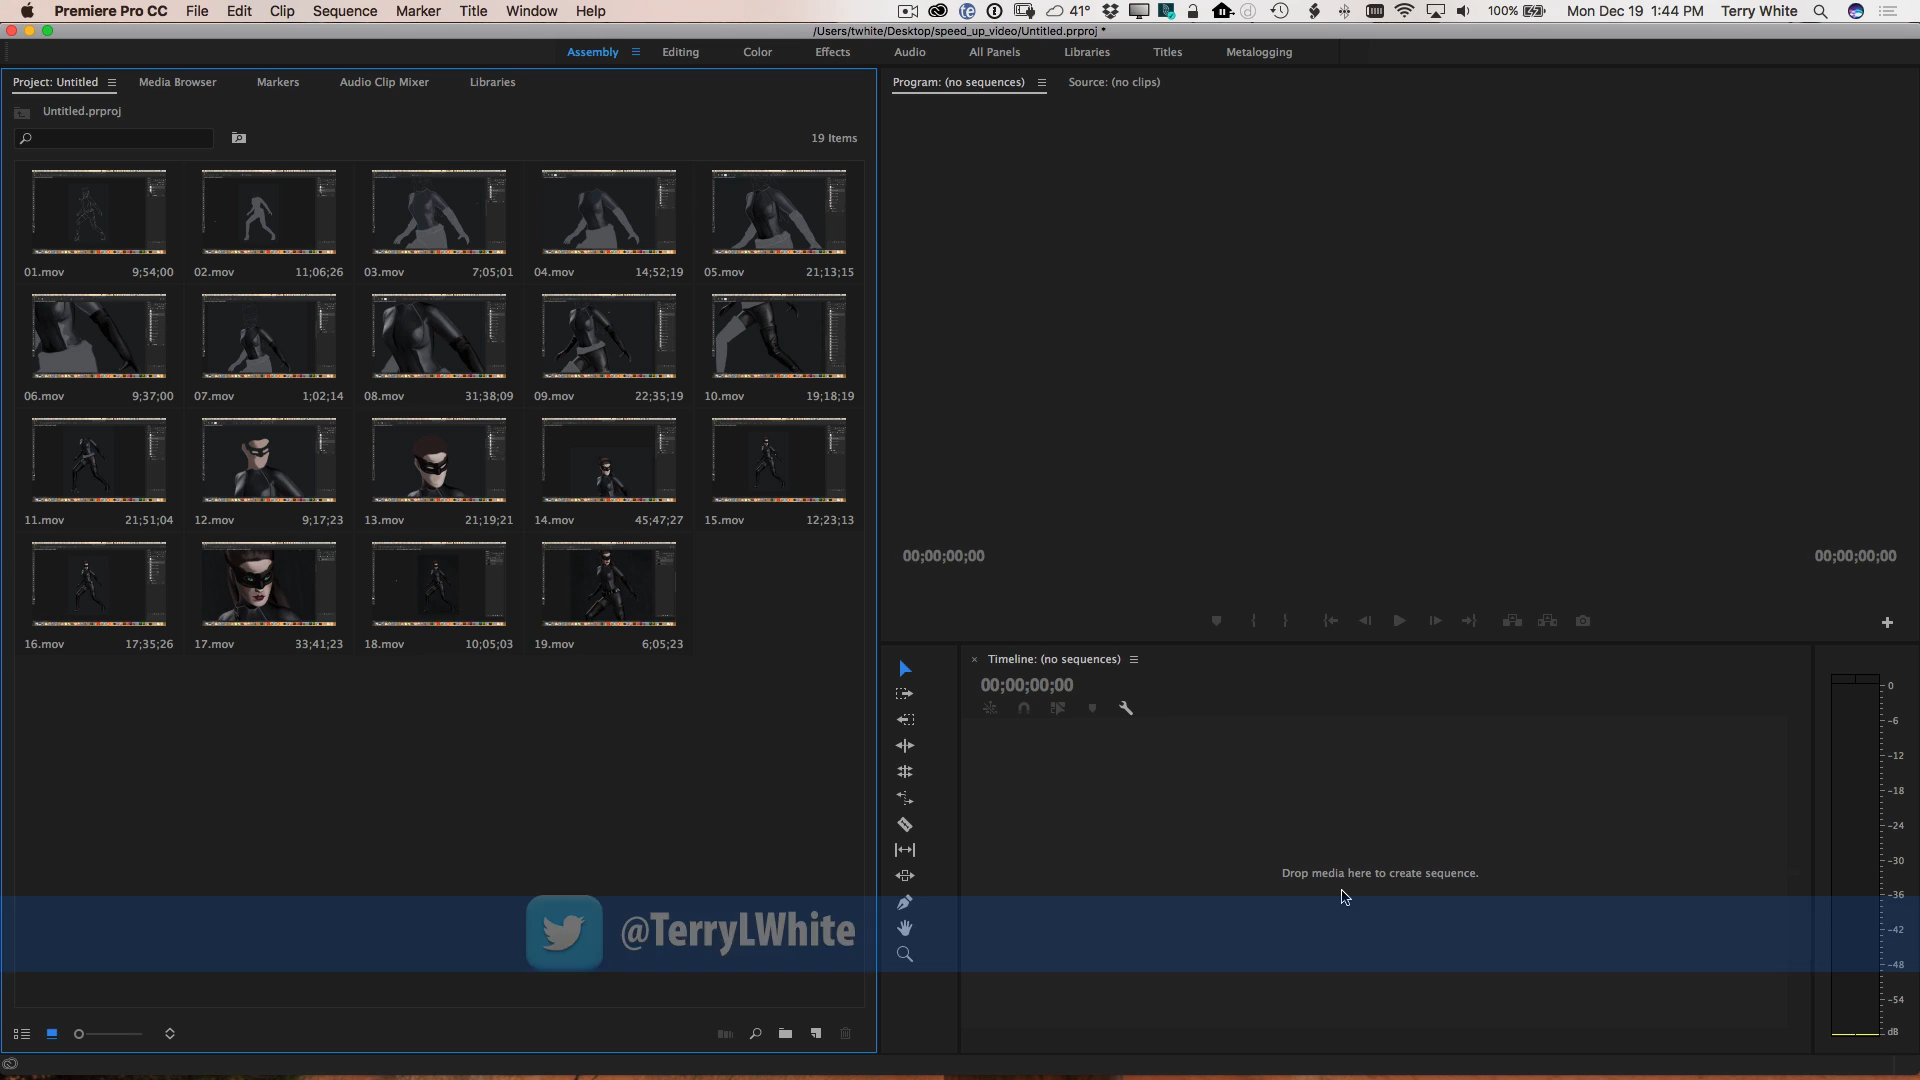 Premiere Pro CC File Edit Clip Sequence Marker Title Window Help 41° 100% Mon Dec 19 1:44 PM Terry White
/Users/twhite/Desktop/speed_up_video/Untitled.prproj *
Assembly Editing Color Effects Audio All Panels Libraries Titles Metalogging
Project: Untitled Media Browser Markers Audio Clip Mixer Libraries
Program: (no sequences) Source: (no clips)
Untitled.prproj
19 Items
01.mov 9;54;00 02.mov 11;06;26 03.mov 7;05;01 04.mov 14;52;19 05.mov 21;13;15
06.mov 9;37;00 07.mov 1;02;14 08.mov 31;38;09 09.mov 22;35;19 10.mov 19;18;19
11.mov 21;51;04 12.mov 9;17;23 13.mov 21;19;21 14.mov 45;47;27 15.mov 12;23;13
16.mov 17;35;26 17.mov 33;41;23 18.mov 10;05;03 19.mov 6;05;23
00;00;00;00 00;00;00;00
Timeline: (no sequences)
00;00;00;00
Drop media here to create sequence.
0
-6
-12
-18
-24
-30
-36
-42
-48
-54
dB
@TerryLWhite